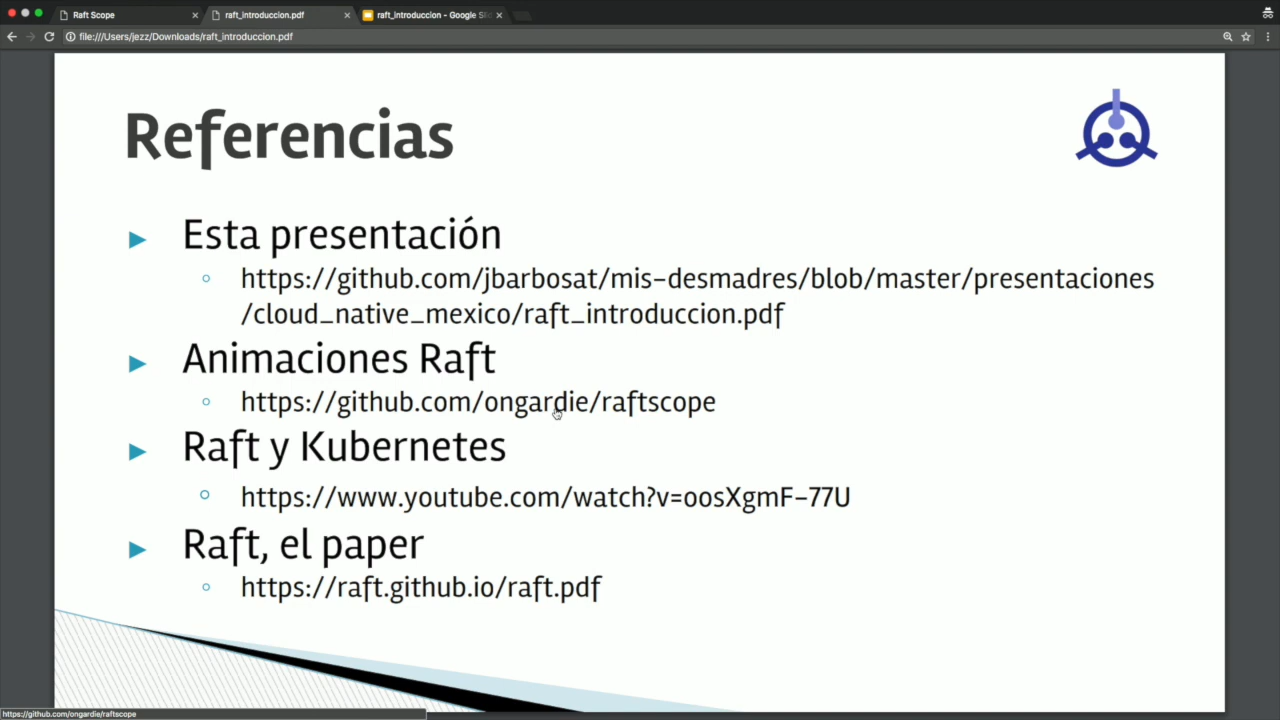 Raft Scope
raft_introduccion.pdf
raft_introduccion - Google Sli
file:///Users/jezz/Downloads/raft_introduccion.pdf
Referencias
Esta presentación
https://github.com/jbarbosat/mis-desmadres/blob/master/presentaciones
/cloud_native_mexico/raft_introduccion.pdf
Animaciones Raft
https://github.com/ongardie/raftscope
Raft y Kubernetes
https://www.youtube.com/watch?v=oosXgmF-77U
Raft, el paper
https://raft.github.io/raft.pdf
https://github.com/ongardie/raftscope